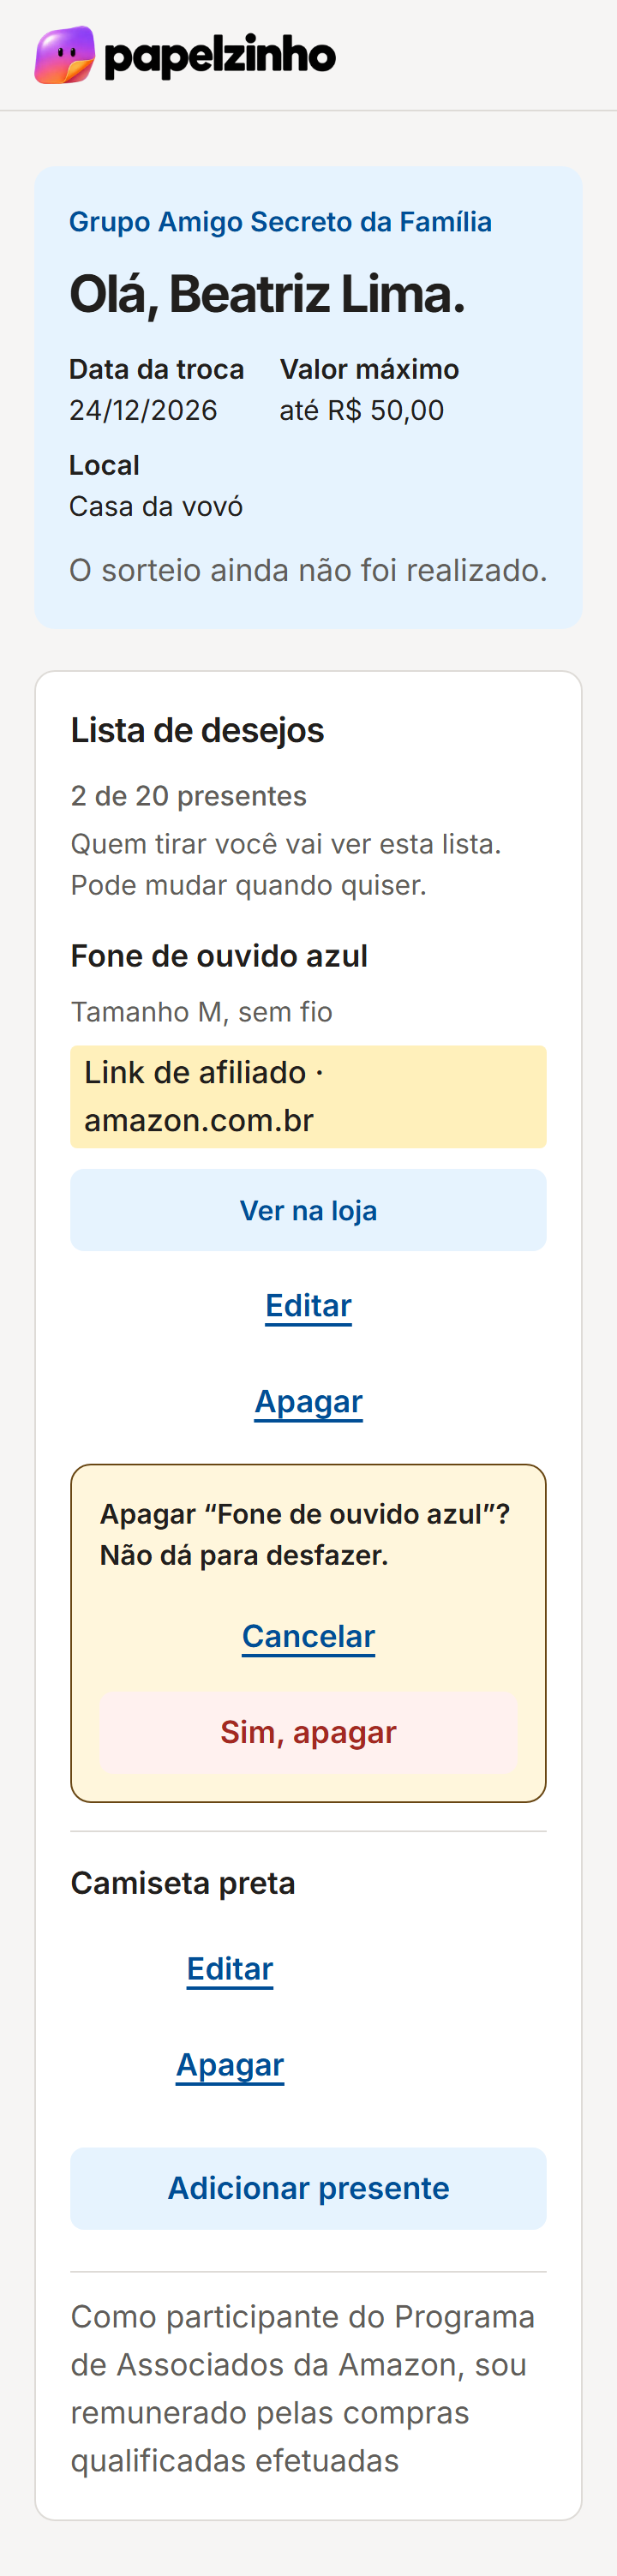 papelzinho
Grupo Amigo Secreto da Família
Olá, Beatriz Lima.
Data da troca
24/12/2026
Valor máximo
até R$ 50,00
Local
Casa da vovó
O sorteio ainda não foi realizado.
Lista de desejos
2 de 20 presentes
Quem tirar você vai ver esta lista.
Pode mudar quando quiser.
Fone de ouvido azul
Tamanho M, sem fio
Link de afiliado ·
amazon.com.br
Ver na loja
Editar
Apagar
Apagar “Fone de ouvido azul”?
Não dá para desfazer.
Cancelar
Sim, apagar
Camiseta preta
Editar
Apagar
Adicionar presente
Como participante do Programa
de Associados da Amazon, sou
remunerado pelas compras
qualificadas efetuadas